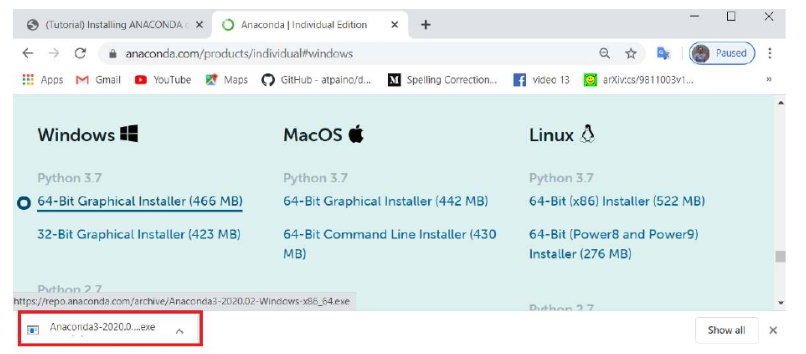 (Tutorial) Installing ANACONDA
Anaconda | Individual Edition
anaconda.com/products/individual#windows
Paused
Apps
Gmail
YouTube
Maps
GitHub - atpaino/d...
Spelling Correction...
video 13
arXiv:cs/9811003v1...
Windows
MacOS
Linux
Python 3.7
Python 3.7
Python 3.7
64-Bit Graphical Installer (466 MB)
64-Bit Graphical Installer (442 MB)
64-Bit (x86) Installer (522 MB)
32-Bit Graphical Installer (423 MB)
64-Bit Command Line Installer (430
MB)
64-Bit (Power8 and Power9)
Installer (276 MB)
Python 2.7
Python 2.7
https://repo.anaconda.com/archive/Anaconda3-2020.02-Windows-x86_64.exe
Anaconda3-2020.0....exe
Show all